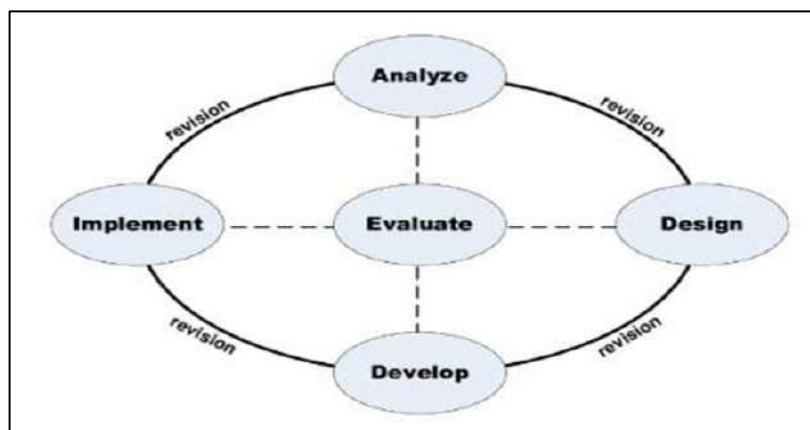 Analyze
revision
revision
Implement
Evaluate
Design
revision
revision
Develop